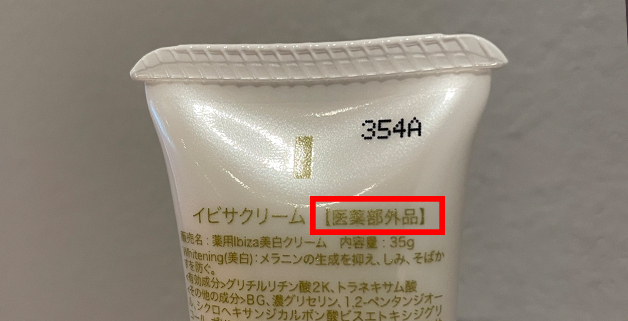 354A
イビサクリーム 【医薬部外品】
販売名：薬用Ibiza美白クリーム 内容量：35g
Whitening(美白)：メラニンの生成を抑え、しみ、そばか
すを防ぐ。
<有効成分>グリチルリチン酸2K、トラネキサム酸
<その他の成分>BG、濃グリセリン、1,2-ペンタンジオー
ル、シクロヘキサンジカルボン酸ビスエトキシジグリ